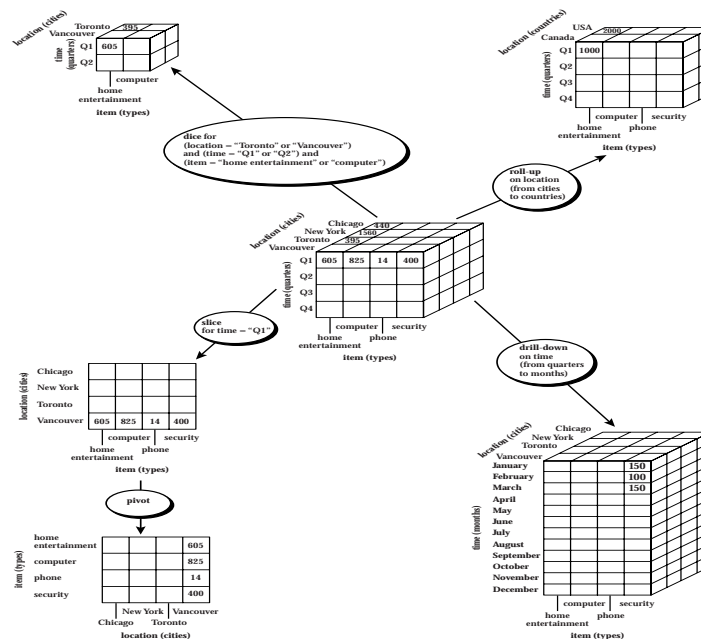 location (cities)
Toronto 395
Vancouver
time (quarters)
Q1 605
Q2
computer
home
entertainment
item (types)
location (countries)
USA 2000
Canada
time (quarters)
Q1 1000
Q2
Q3
Q4
computer security
home phone
entertainment
item (types)
dice for
(location = "Toronto" or "Vancouver")
and (time = "Q1" or "Q2") and
(item = "home entertainment" or "computer")
roll-up
on location
(from cities
to countries)
location (cities)
Chicago 440
New York 1560
Toronto 395
Vancouver
time (quarters)
Q1 605 825 14 400
Q2
Q3
Q4
computer security
home phone
entertainment
item (types)
slice
for time = "Q1"
drill-down
on time
(from quarters
to months)
location (cities)
Chicago
New York
Toronto
Vancouver 605 825 14 400
computer security
home phone
entertainment
item (types)
pivot
item (types)
home
entertainment 605
computer 825
phone 14
security 400
New York Vancouver
Chicago Toronto
location (cities)
location (cities)
Chicago
New York
Toronto
Vancouver
time (months)
January 150
February 100
March 150
April
May
June
July
August
September
October
November
December
computer security
home phone
entertainment
item (types)